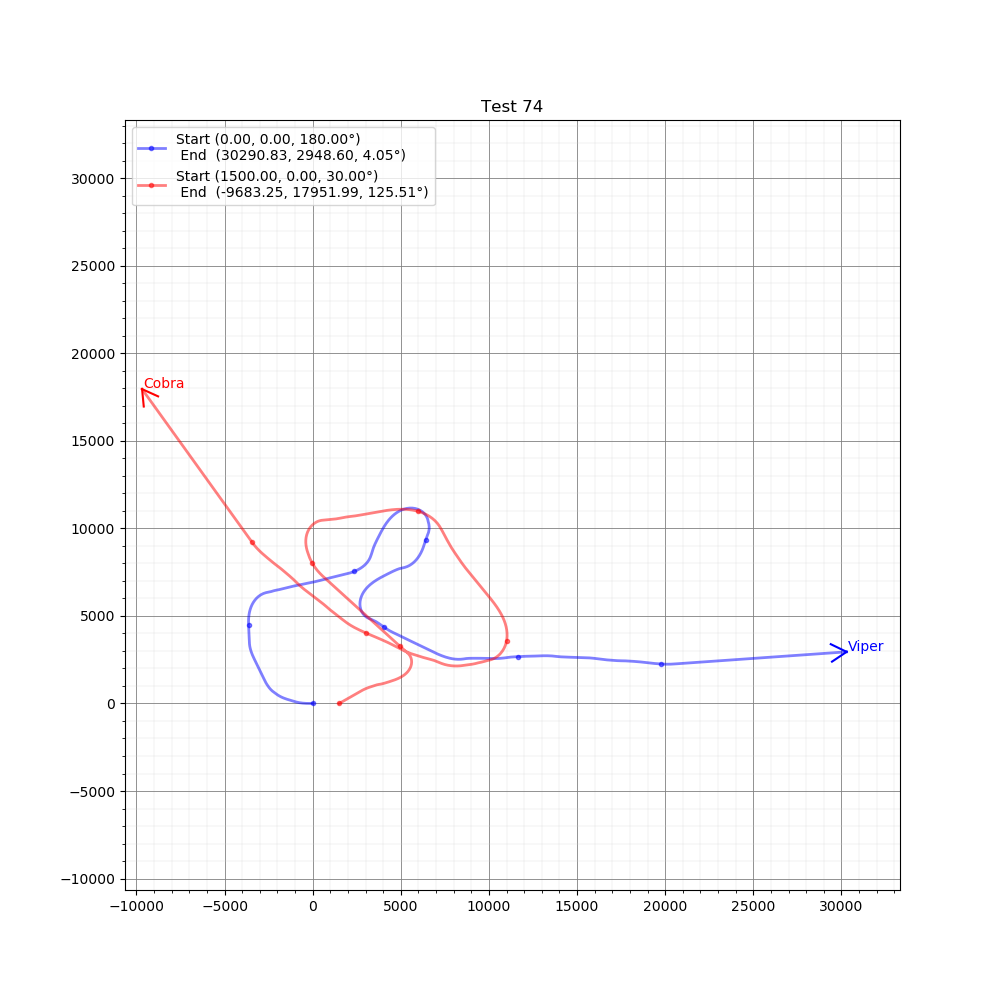 Test 74
Start (0.00, 0.00, 180.00°)
End (30290.83, 2948.60, 4.05°)
Start (1500.00, 0.00, 30.00°)
End (-9683.25, 17951.99, 125.51°)
30000
25000
20000
15000
10000
5000
0
−5000
−10000
Cobra
Viper
−10000 −5000 0 5000 10000 15000 20000 25000 30000